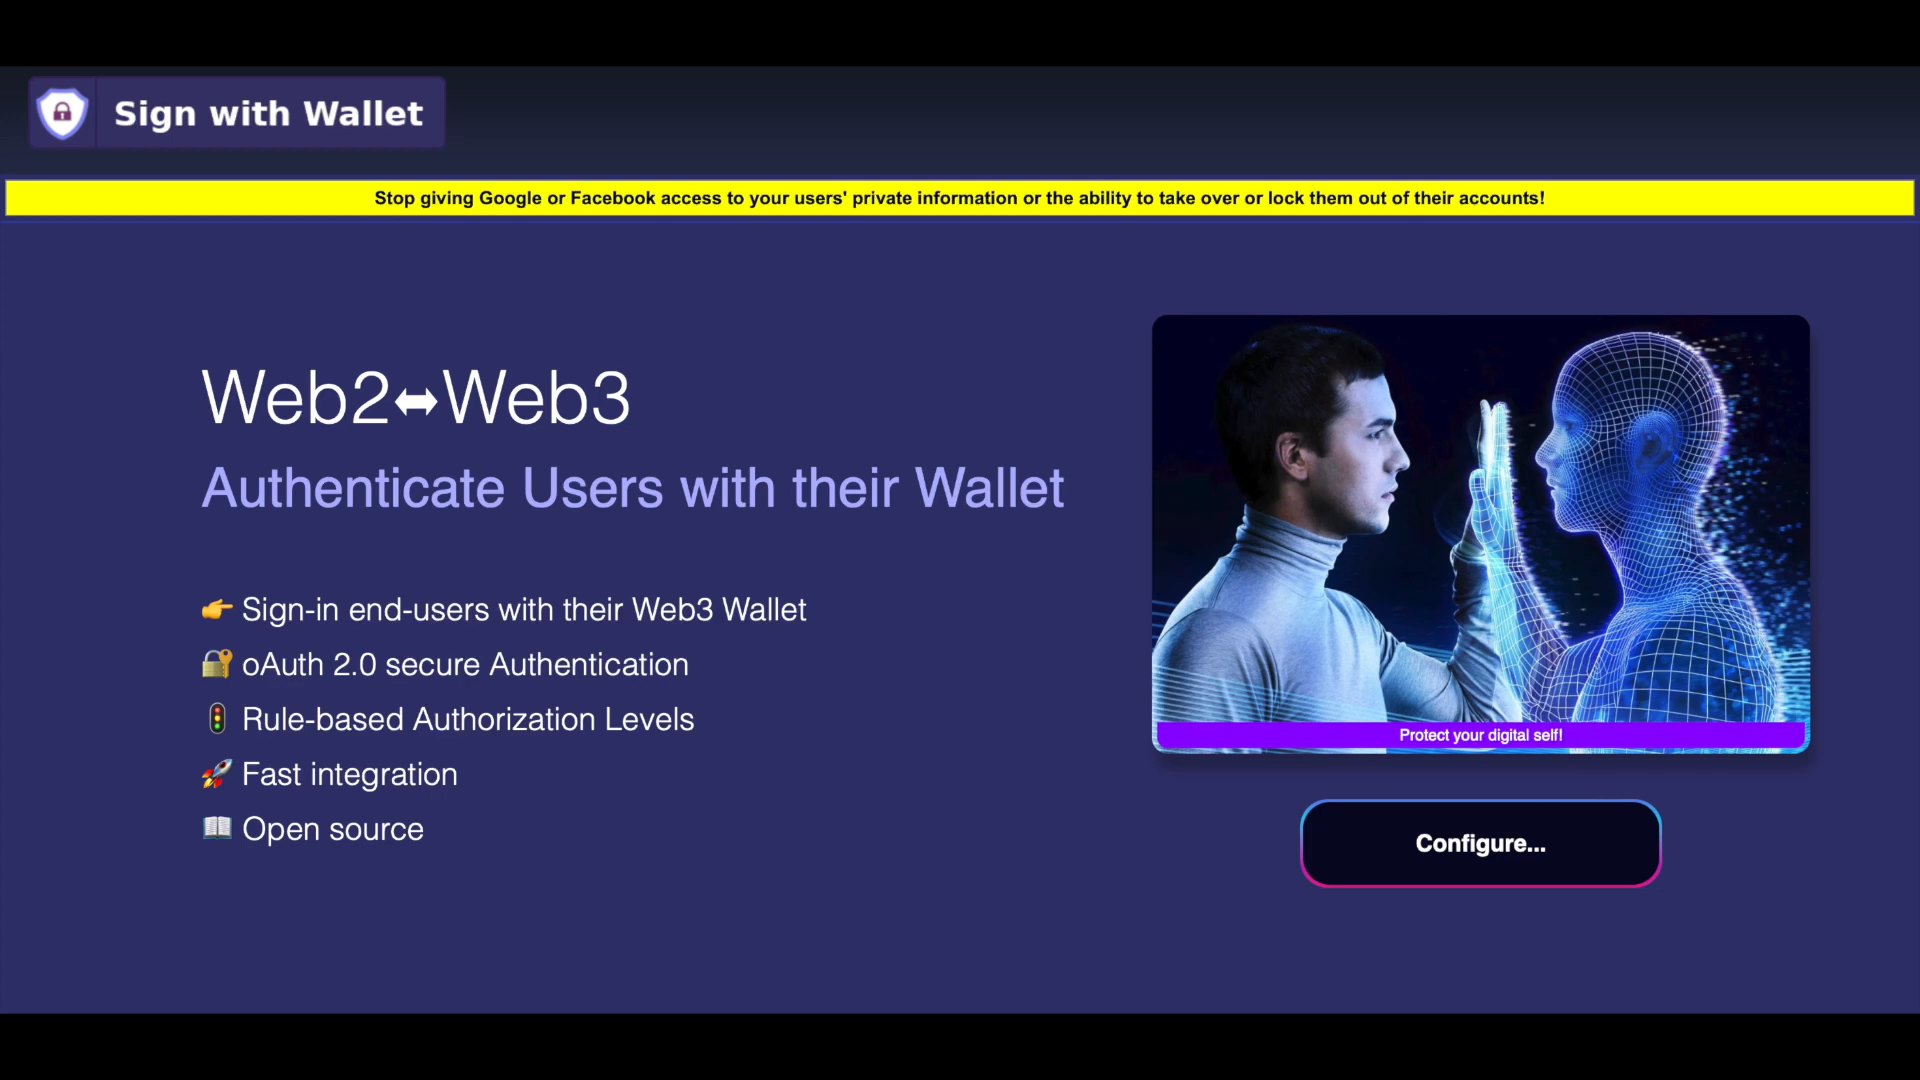 Sign with Wallet
Stop giving Google or Facebook access to your users' private information or the ability to take over or lock them out of their accounts!
Web2⬌Web3
Authenticate Users with their Wallet
👉 Sign-in end-users with their Web3 Wallet
🔐 oAuth 2.0 secure Authentication
🚦 Rule-based Authorization Levels
🚀 Fast integration
📖 Open source
Protect your digital self!
Configure...